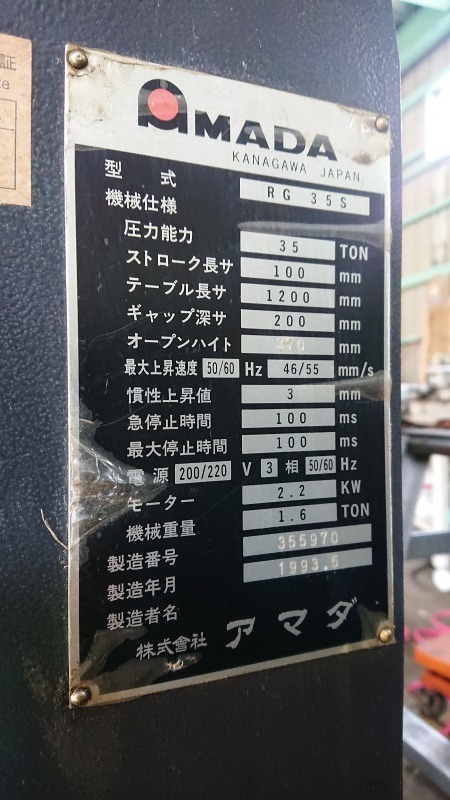 証
te
AMADA
KANAGAWA JAPAN
型式 RG 35S
機械仕様
圧力能力 35 TON
ストローク長サ 100 mm
テーブル長サ 1200 mm
ギャップ深サ 200 mm
オープンハイト 370 mm
最大上昇速度 50/60 Hz 46/55 mm/s
慣性上昇値 3 mm
急停止時間 100 ms
最大停止時間 100 ms
電源 200/220 V 3 相 50/60 Hz
モーター 2.2 KW
機械重量 1.6 TON
製造番号 355970
製造年月 1993.6
製造者名
株式會社 アマダ